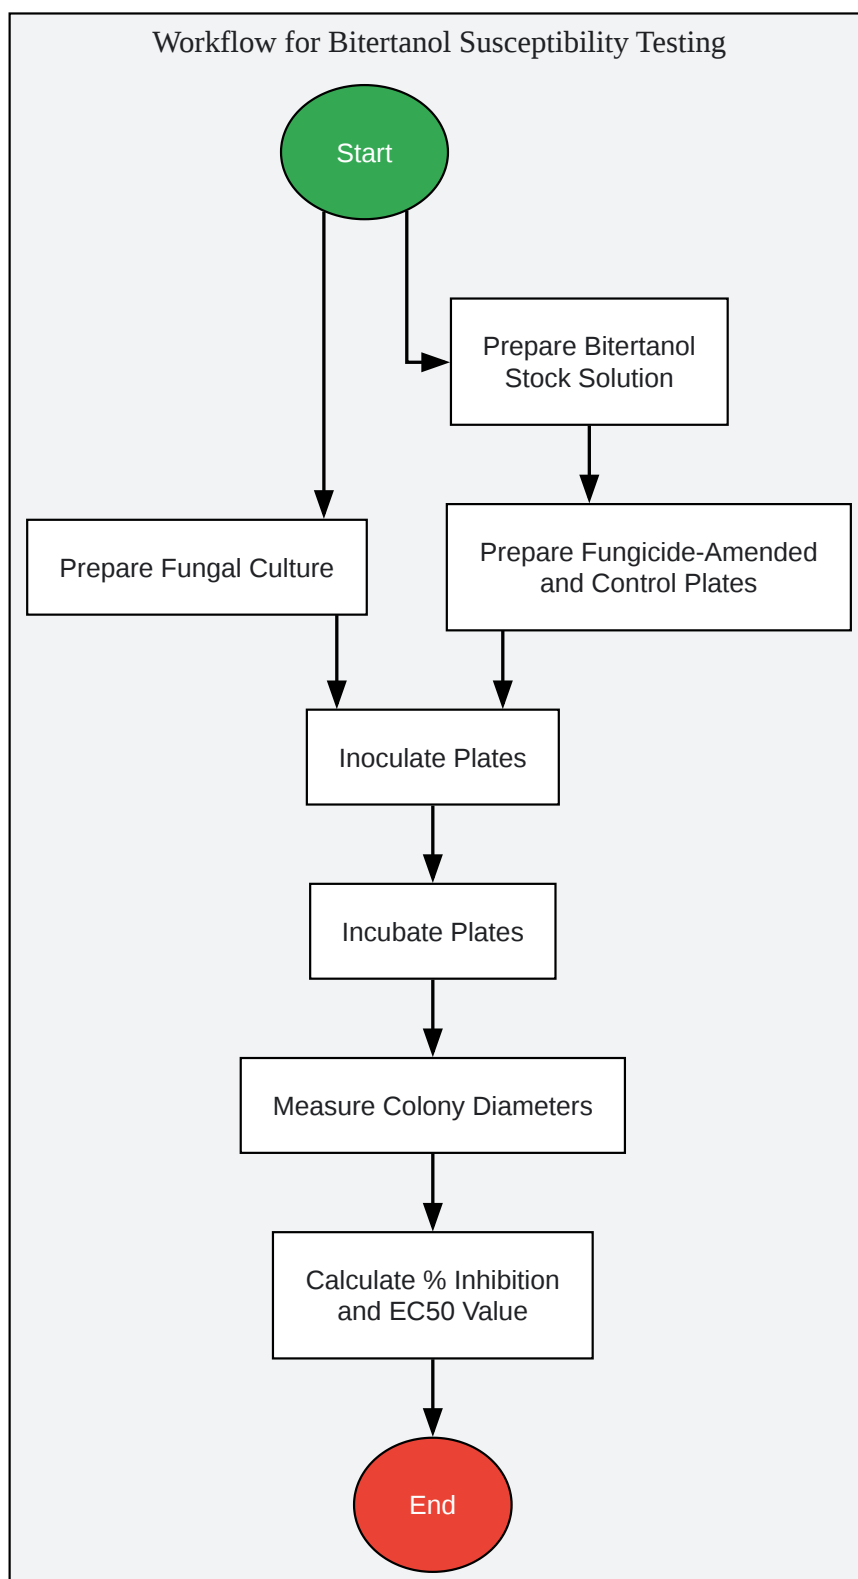 Workflow for Bitertanol Susceptibility Testing
Start
Prepare Bitertanol
Stock Solution
Prepare Fungal Culture
Prepare Fungicide-Amended
and Control Plates
Inoculate Plates
Incubate Plates
Measure Colony Diameters
Calculate % Inhibition
and EC50 Value
End